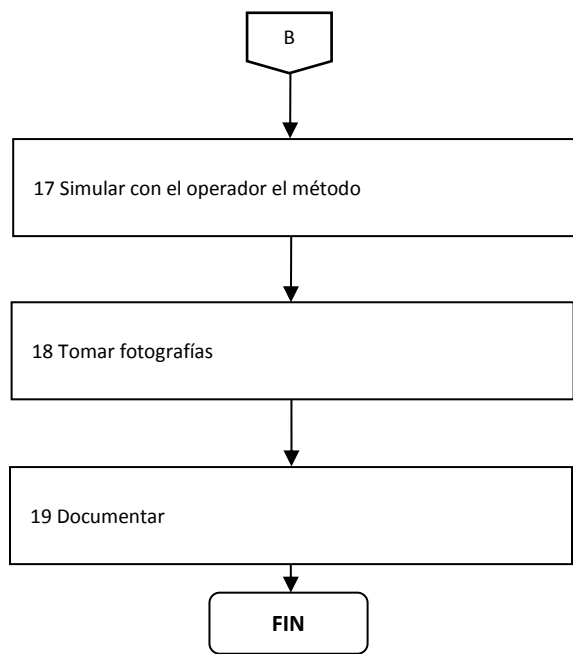 B
17 Simular con el operador el método
18 Tomar fotografías
19 Documentar
FIN